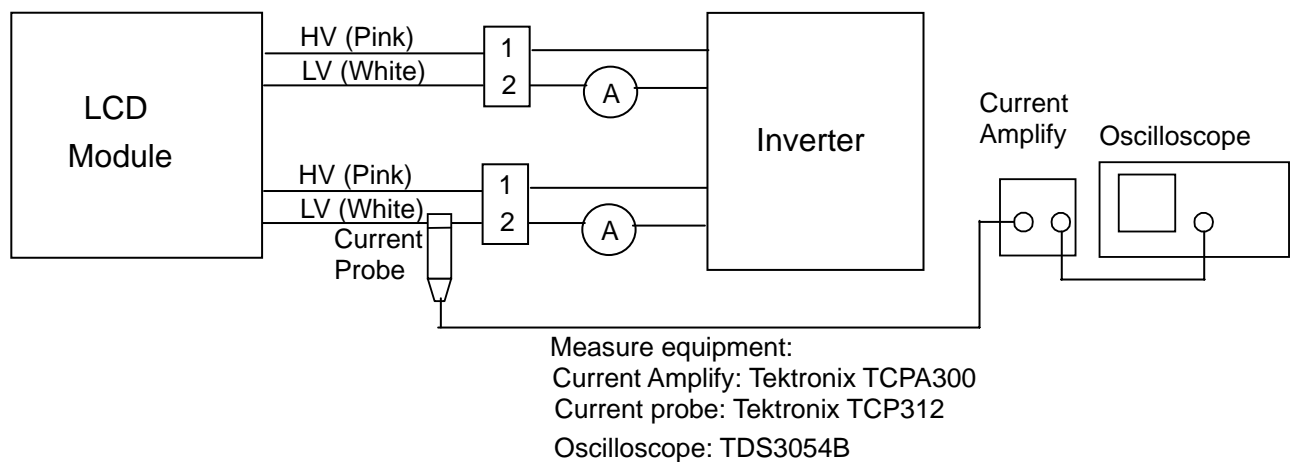 HV (Pink)
LV (White)
1
2
A
LCD
Module
Inverter
Current
Amplify
Oscilloscope
HV (Pink)
LV (White)
1
2
A
Current
Probe
Measure equipment:
Current Amplify: Tektronix TCPA300
Current probe: Tektronix TCP312
Oscilloscope: TDS3054B